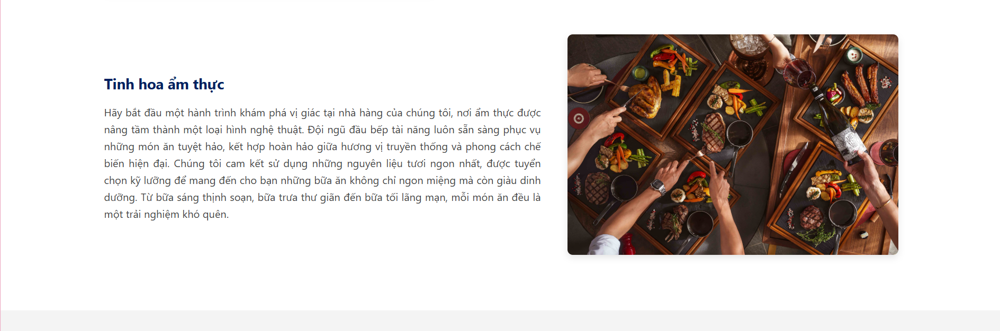 Tinh hoa ẩm thực
Hãy bắt đầu một hành trình khám phá vị giác tại nhà hàng của chúng tôi, nơi ẩm thực được
nâng tầm thành một loại hình nghệ thuật. Đội ngũ đầu bếp tài năng luôn sẵn sàng phục vụ
những món ăn tuyệt hảo, kết hợp hoàn hảo giữa hương vị truyền thống và phong cách chế
biến hiện đại. Chúng tôi cam kết sử dụng những nguyên liệu tươi ngon nhất, được tuyển
chọn kỹ lưỡng để mang đến cho bạn những bữa ăn không chỉ ngon miệng mà còn giàu dinh
dưỡng. Từ bữa sáng thịnh soạn, bữa trưa thư giãn đến bữa tối lãng mạn, mỗi món ăn đều là
một trải nghiệm khó quên.